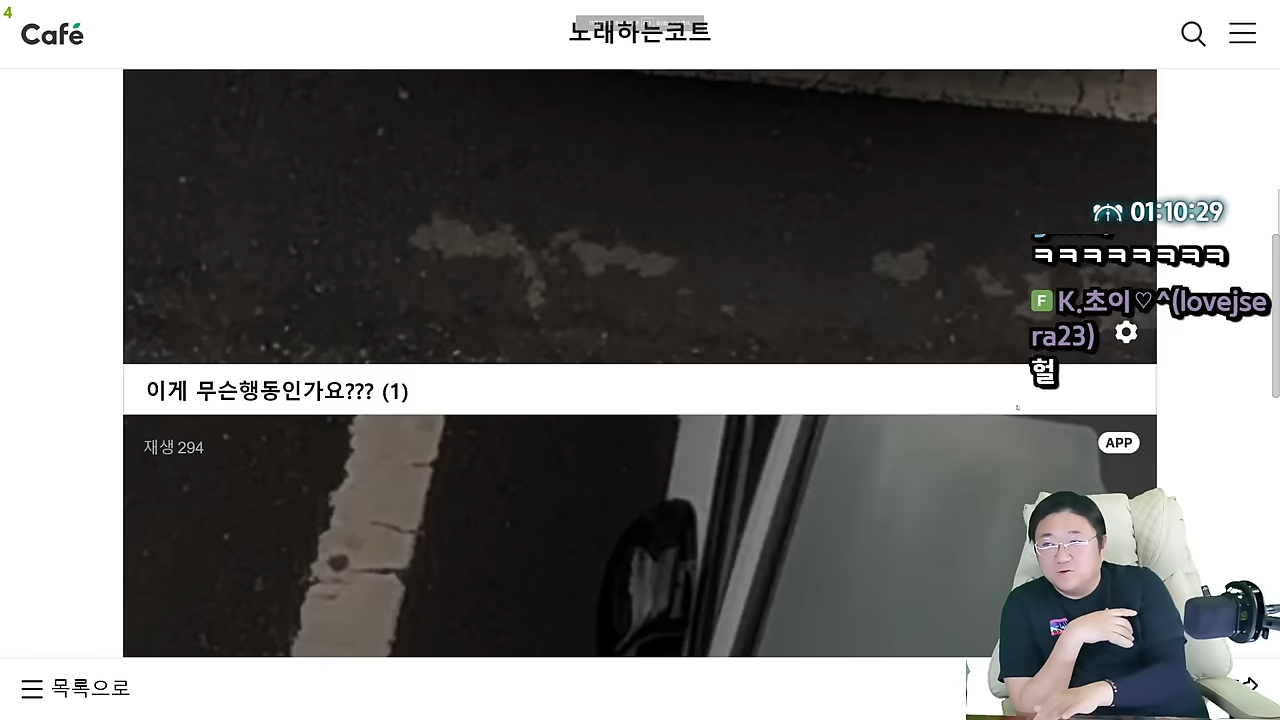 4
Café
노래하는코트
01:10:29
ㅋㅋㅋㅋㅋㅋㅋㅋ
F K.초이♡^(lovejse
ra23)
헐
이게 무슨행동인가요??? (1)
재생 294
APP
목록으로